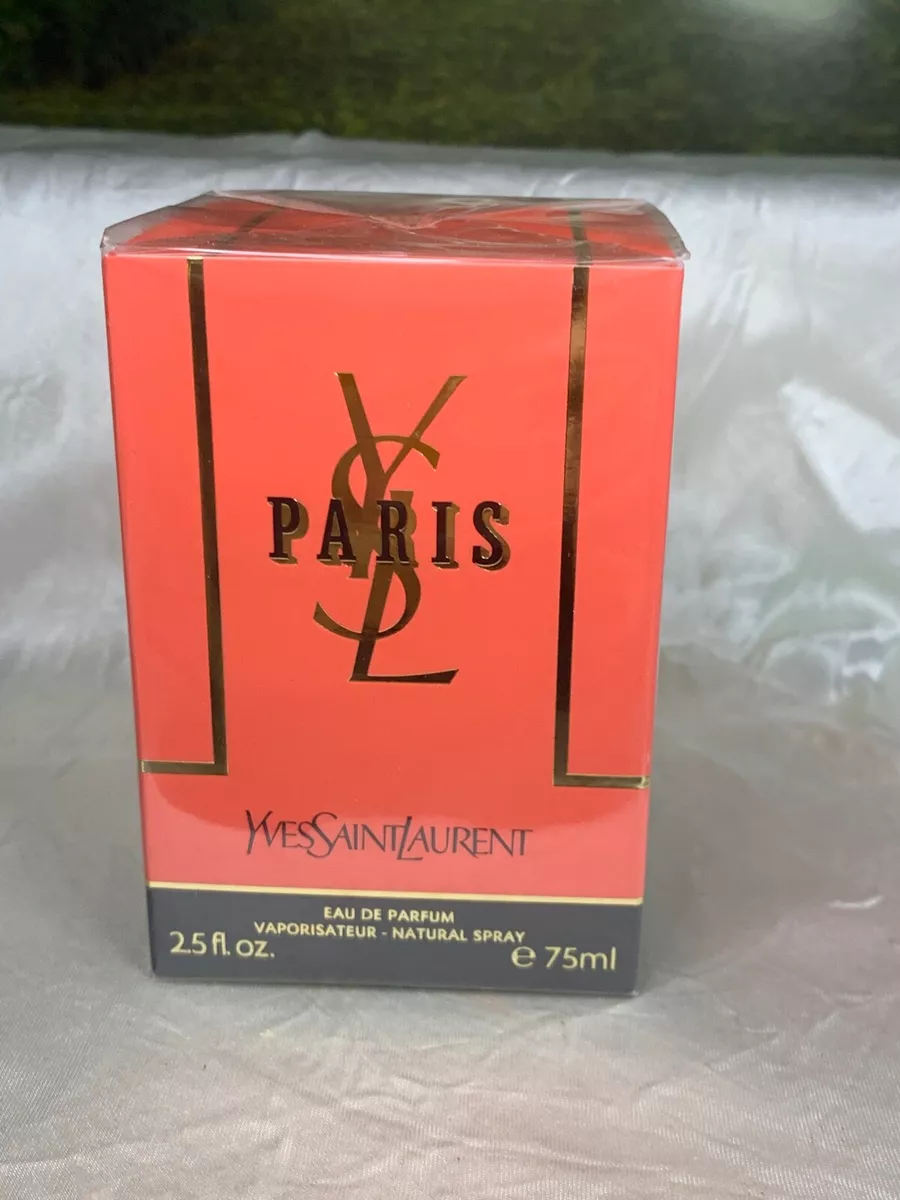 YSL
PARIS
YVESSAINTLAURENT
EAU DE PARFUM
VAPORISATEUR - NATURAL SPRAY
2.5 fl. oz.
e 75ml